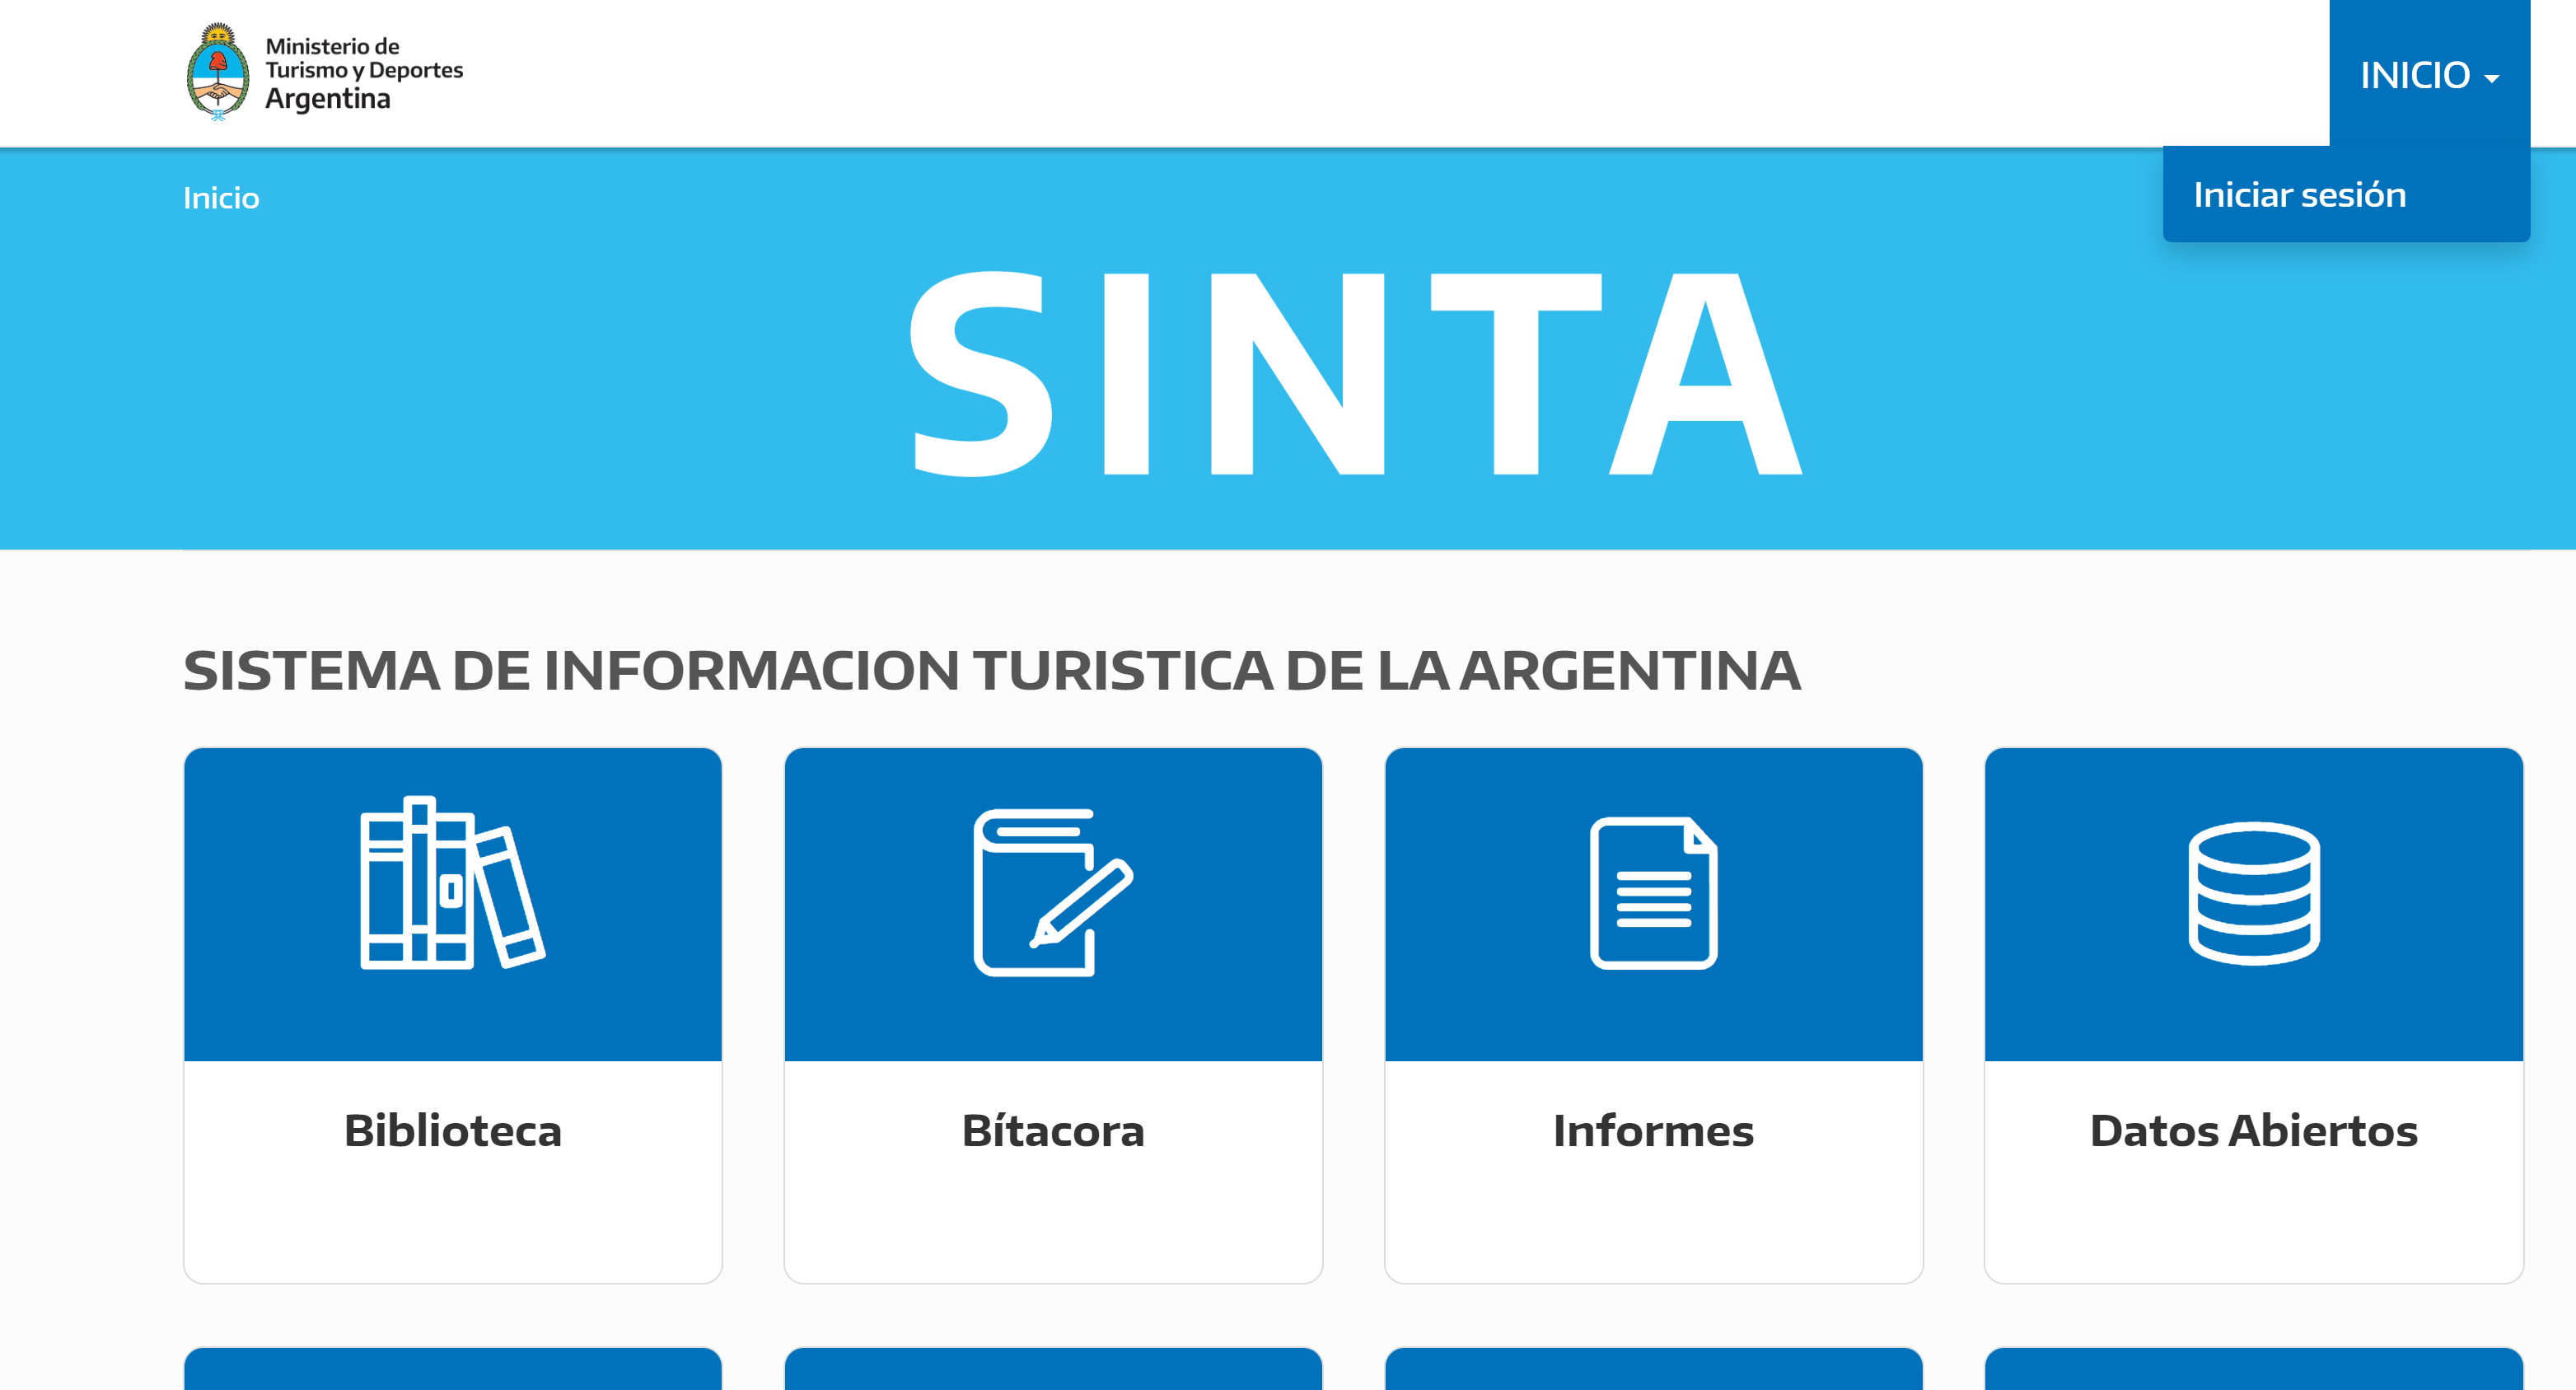 Ministerio de
Turismo y Deportes
Argentina
INICIO
Iniciar sesión
Inicio
SINTA
SISTEMA DE INFORMACION TURISTICA DE LA ARGENTINA
Biblioteca
Bítacora
Informes
Datos Abiertos